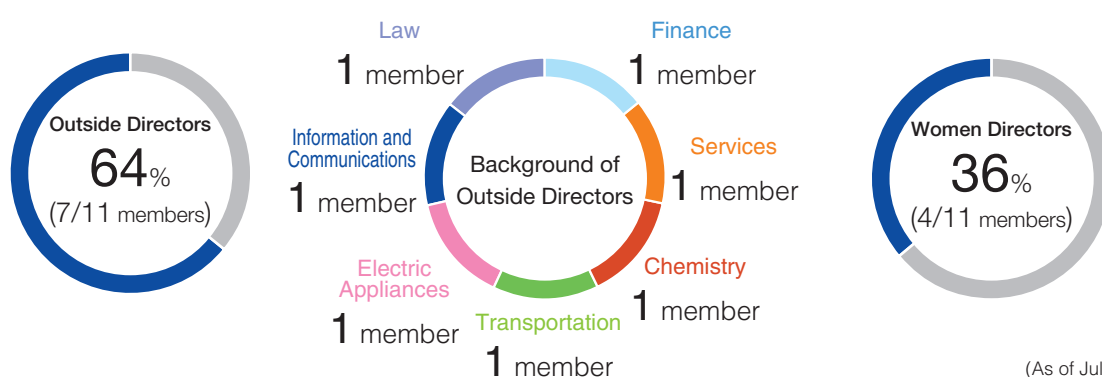 Outside Directors
64%
(7/11 members)
Law
1 member
Finance
1 member
Information and
Communications
1 member
Background of
Outside Directors
Services
1 member
Electric
Appliances
1 member
Chemistry
1 member
Transportation
1 member
Women Directors
36%
(4/11 members)
(As of Jul